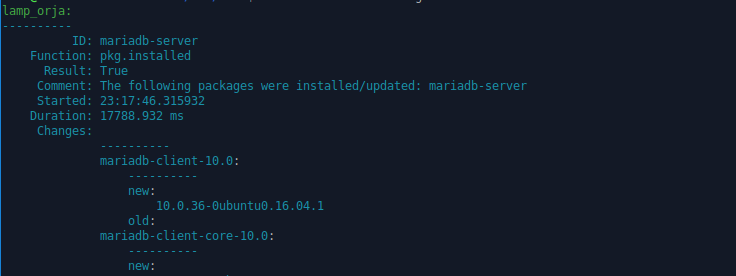 lamp_orja:
----------
ID: mariadb-server
Function: pkg.installed
Result: True
Comment: The following packages were installed/updated: mariadb-server
Started: 23:17:46.315932
Duration: 17788.932 ms
Changes:
----------
mariadb-client-10.0:
----------
new:
10.0.36-0ubuntu0.16.04.1
old:
mariadb-client-core-10.0:
----------
new: